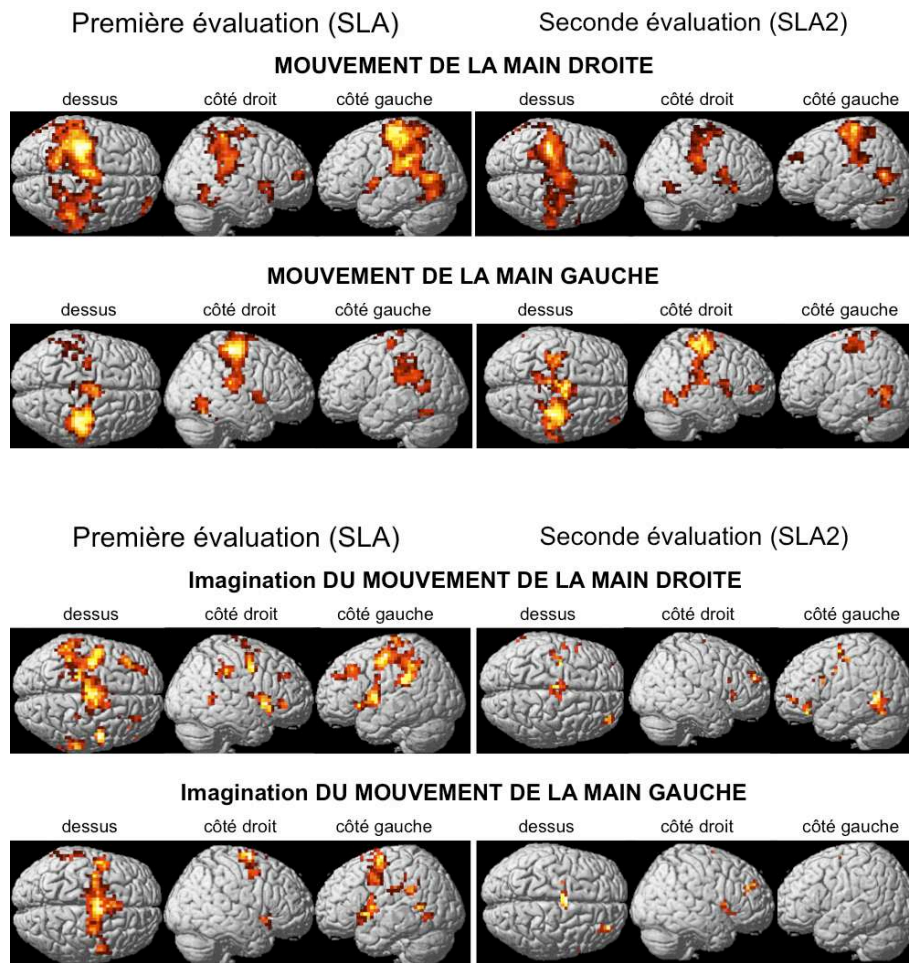 Première évaluation (SLA) Seconde évaluation (SLA2)
MOUVEMENT DE LA MAIN DROITE
dessus côté droit côté gauche dessus côté droit côté gauche
MOUVEMENT DE LA MAIN GAUCHE
dessus côté droit côté gauche dessus côté droit côté gauche
Première évaluation (SLA) Seconde évaluation (SLA2)
Imagination DU MOUVEMENT DE LA MAIN DROITE
dessus côté droit côté gauche dessus côté droit côté gauche
Imagination DU MOUVEMENT DE LA MAIN GAUCHE
dessus côté droit côté gauche dessus côté droit côté gauche